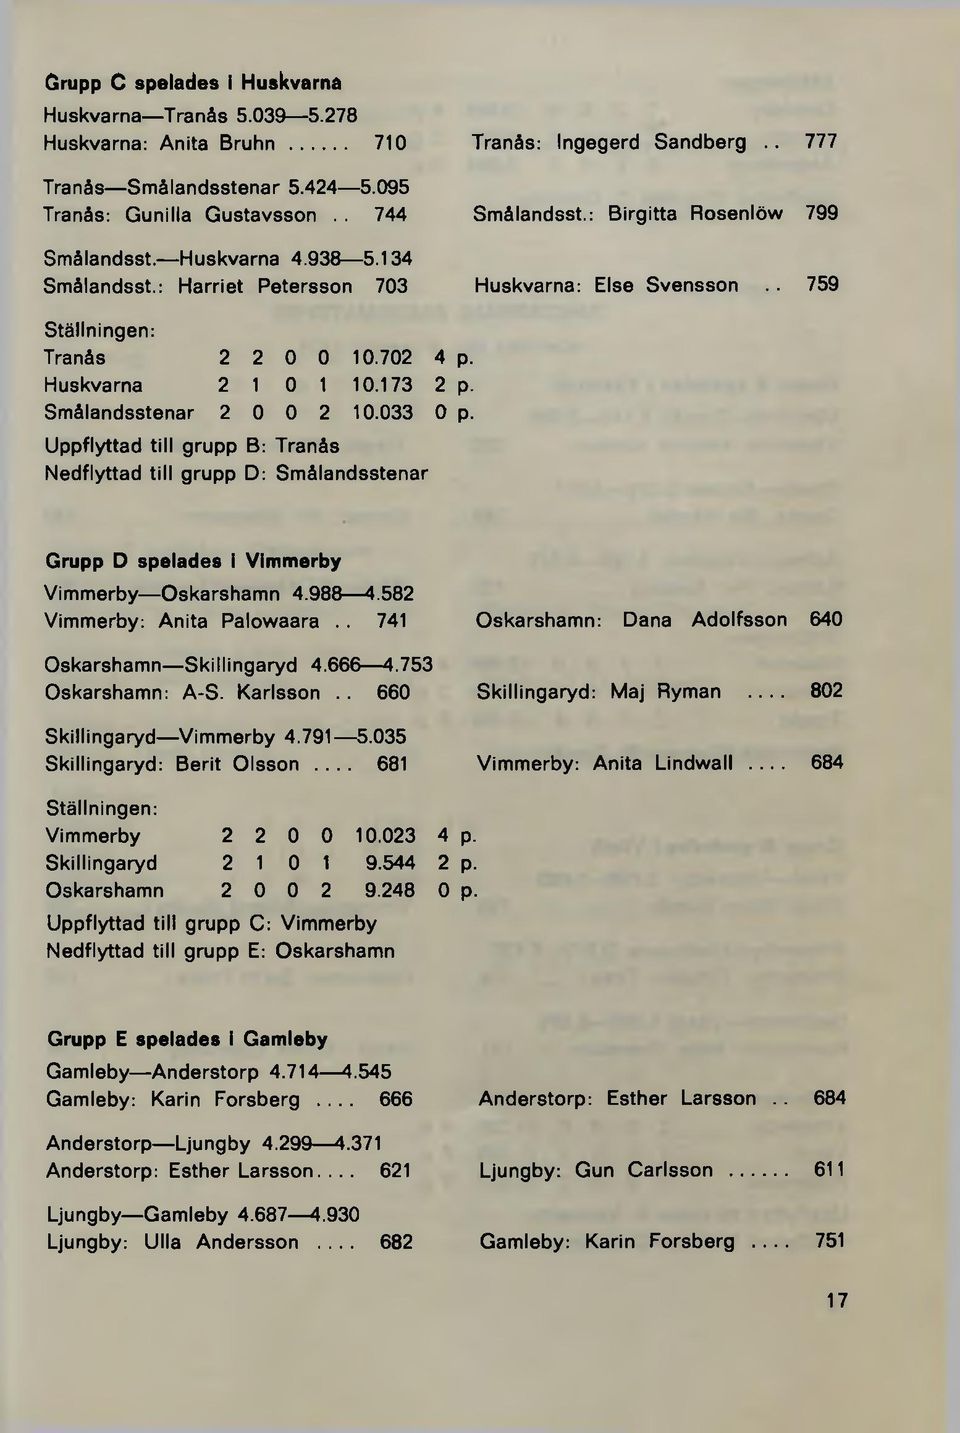 Grupp C spelades i Huskvarna
Huskvarna—Tranås 5.039—5.278
Huskvarna: Anita Bruhn ...... 710 Tranås: Ingegerd Sandberg .. 777
Tranås—Smålandsstenar 5.424—5.095
Tranås: Gunilla Gustavsson .. 744 Smålandsst.: Birgitta Rosenlöw 799
Smålandsst.—Huskvarna 4.938—5.134
Smålandsst.: Harriet Petersson 703 Huskvarna: Else Svensson .. 759
Ställningen:
Tranås 2 2 0 0 10.702 4 p.
Huskvarna 2 1 0 1 10.173 2 p.
Smålandsstenar 2 0 0 2 10.033 0 p.
Uppflyttad till grupp B: Tranås
Nedflyttad till grupp D: Smålandsstenar
Grupp D spelades i Vimmerby
Vimmerby—Oskarshamn 4.988—4.582
Vimmerby: Anita Palowaara .. 741 Oskarshamn: Dana Adolfsson 640
Oskarshamn—Skillingaryd 4.666—4.753
Oskarshamn: A-S. Karlsson .. 660 Skillingaryd: Maj Ryman .... 802
Skillingaryd—Vimmerby 4.791—5.035
Skillingaryd: Berit Olsson .... 681 Vimmerby: Anita Lindwall .... 684
Ställningen:
Vimmerby 2 2 0 0 10.023 4 p.
Skillingaryd 2 1 0 1 9.544 2 p.
Oskarshamn 2 0 0 2 9.248 0 p.
Uppflyttad till grupp C: Vimmerby
Nedflyttad till grupp E: Oskarshamn
Grupp E spelades i Gamleby
Gamleby—Anderstorp 4.714—4.545
Gamleby: Karin Forsberg .... 666 Anderstorp: Esther Larsson .. 684
Anderstorp—Ljungby 4.299—4.371
Anderstorp: Esther Larsson.... 621 Ljungby: Gun Carlsson ...... 611
Ljungby—Gamleby 4.687—4.930
Ljungby: Ulla Andersson .... 682 Gamleby: Karin Forsberg .... 751
17